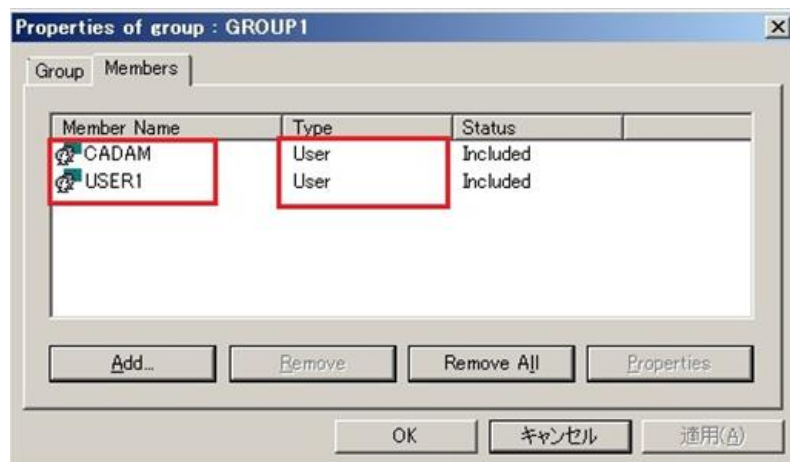 Properties of group : GROUP1
Group Members
Member Name Type Status
CADAM User Included
USER1 User Included
Add... Remove Remove All Properties
OK キャンセル 適用(A)